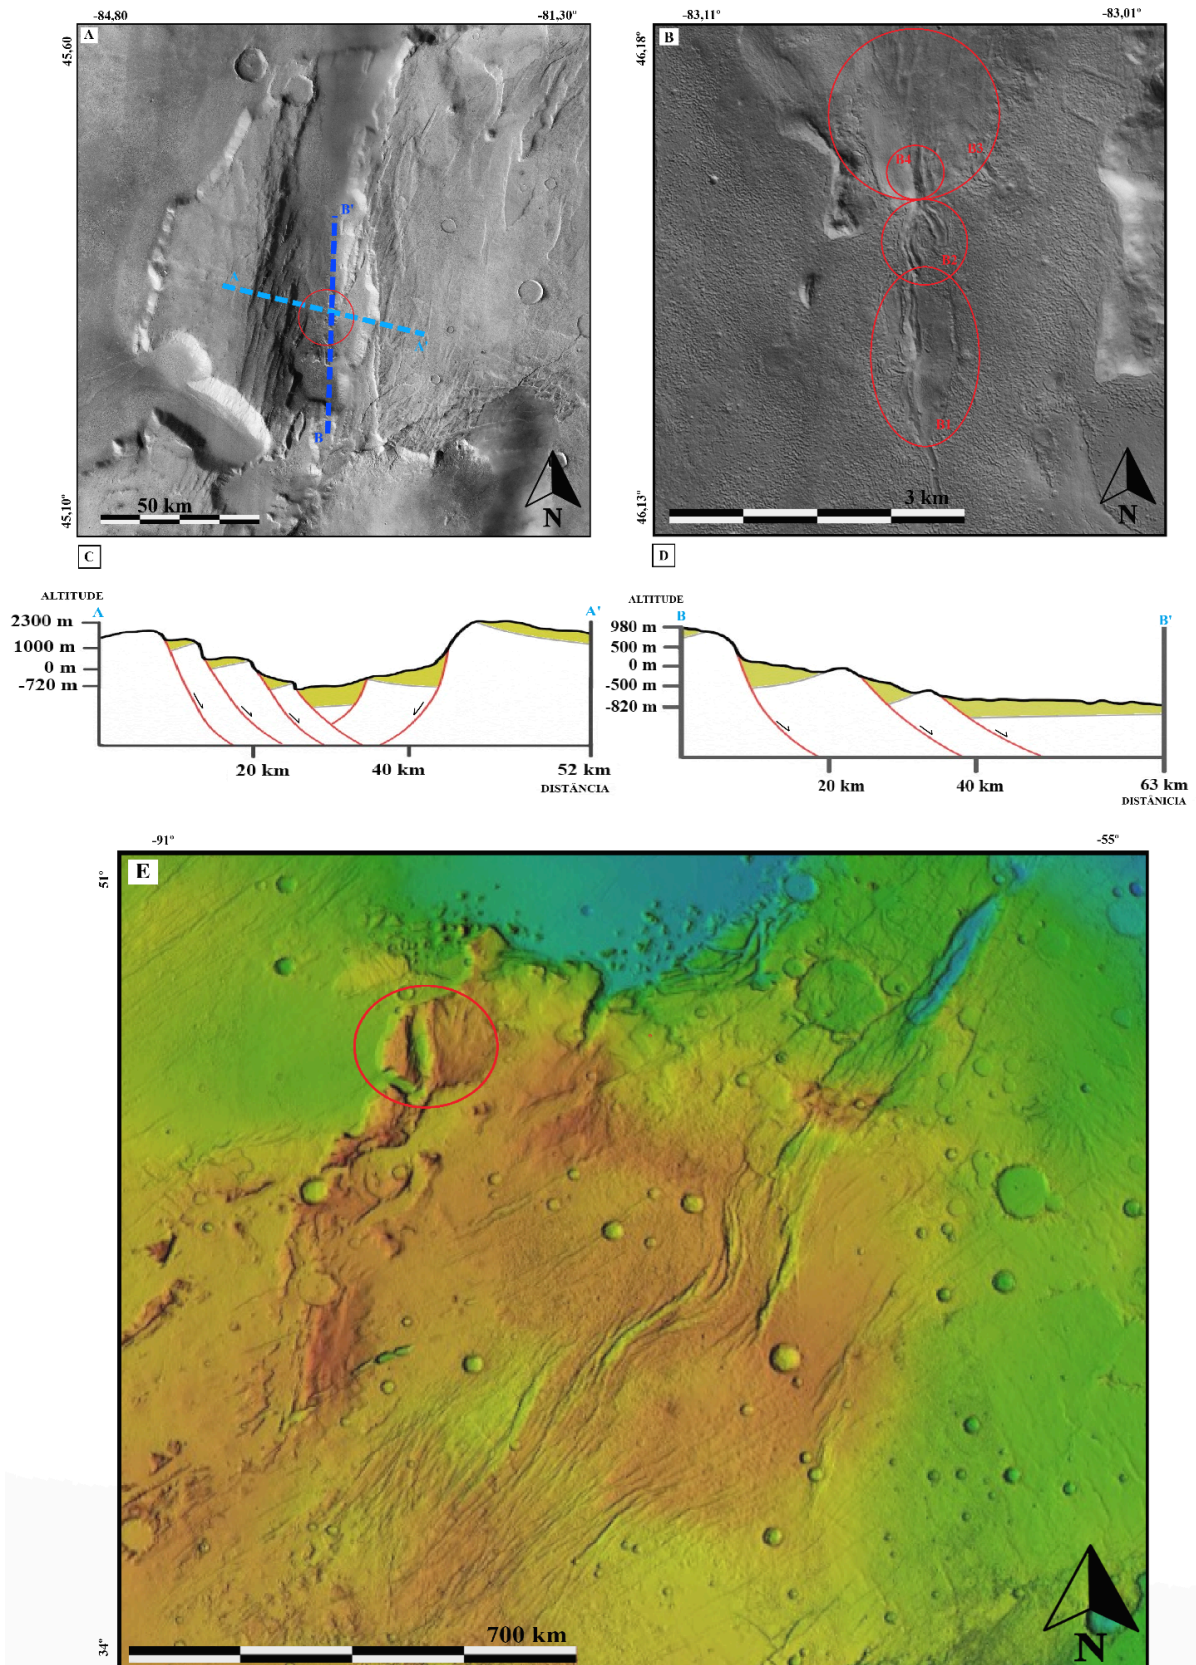 -84,80
-81,30°
A
45,60
45,10°
B'
A
A'
B
50 km
N
-83,11°
-83,01°
B
46,18°
46,13°
B3
B4
B2
B1
3 km
N
C
ALTITUDE
A
A'
2300 m
1000 m
0 m
-720 m
20 km
40 km
52 km
DISTÂNCIA
D
ALTITUDE
B
B'
980 m
500 m
0 m
-500 m
-820 m
20 km
40 km
63 km
DISTÂNICIA
-91°
-55°
E
51°
34°
700 km
N